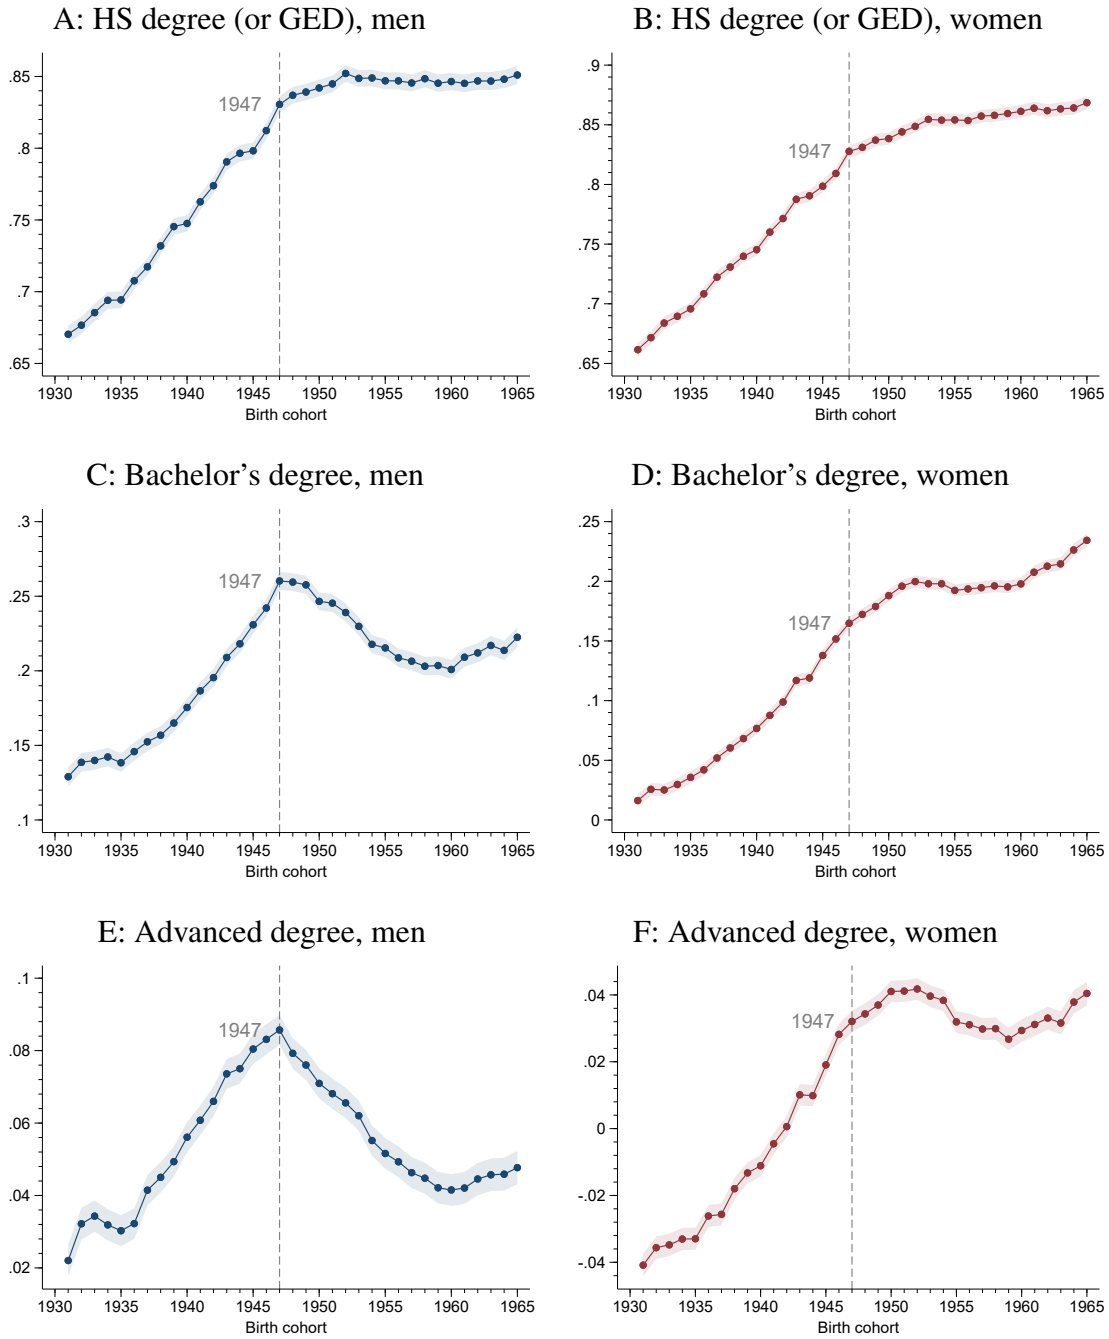 A: HS degree (or GED), men
.85
.8
.75
.7
.65
1947
1930 1935 1940 1945 1950 1955 1960 1965
Birth cohort
B: HS degree (or GED), women
.9
.85
.8
.75
.7
.65
1947
1930 1935 1940 1945 1950 1955 1960 1965
Birth cohort
C: Bachelor’s degree, men
.3
.25
.2
.15
.1
1947
1930 1935 1940 1945 1950 1955 1960 1965
Birth cohort
D: Bachelor’s degree, women
.25
.2
.15
.1
.05
0
1947
1930 1935 1940 1945 1950 1955 1960 1965
Birth cohort
E: Advanced degree, men
.1
.08
.06
.04
.02
1947
1930 1935 1940 1945 1950 1955 1960 1965
Birth cohort
F: Advanced degree, women
.04
.02
0
-.02
-.04
1947
1930 1935 1940 1945 1950 1955 1960 1965
Birth cohort